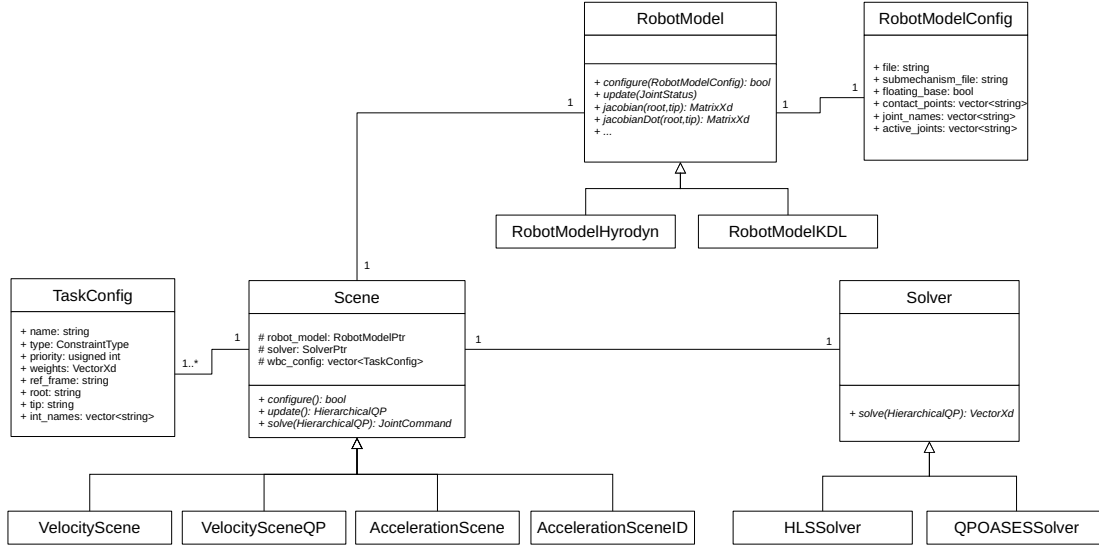 RobotModel
+ configure(RobotModelConfig): bool
+ update(JointStatus)
+ jacobian(root,tip): MatrixXd
+ jacobianDot(root,tip): MatrixXd
+ ...
RobotModelConfig
+ file: string
+ submechanism_file: string
+ floating_base: bool
+ contact_points: vector<string>
+ joint_names: vector<string>
+ active_joints: vector<string>
1
1
1
1
RobotModelHyrodyn
RobotModelKDL
TaskConfig
+ name: string
+ type: ConstraintType
+ priority: usigned int
+ weights: VectorXd
+ ref_frame: string
+ root: string
+ tip: string
+ int_names: vector<string>
1
1..*
Scene
# robot_model: RobotModelPtr
# solver: SolverPtr
# wbc_config: vector<TaskConfig>
+ configure(): bool
+ update(): HierarchicalQP
+ solve(HierarchicalQP): JointCommand
1
1
Solver
+ solve(HierarchicalQP): VectorXd
VelocityScene
VelocitySceneQP
AccelerationScene
AccelerationSceneID
HLSSolver
QPOASESSolver